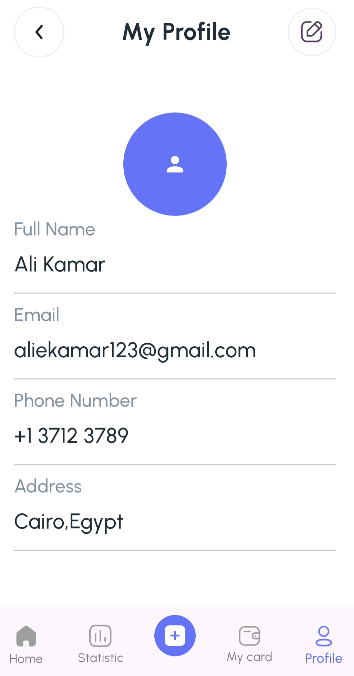 My Profile
Full Name
Ali Kamar
Email
aliekamar123@gmail.com
Phone Number
+1 3712 3789
Address
Cairo,Egypt
Home
Statistic
My card
Profile